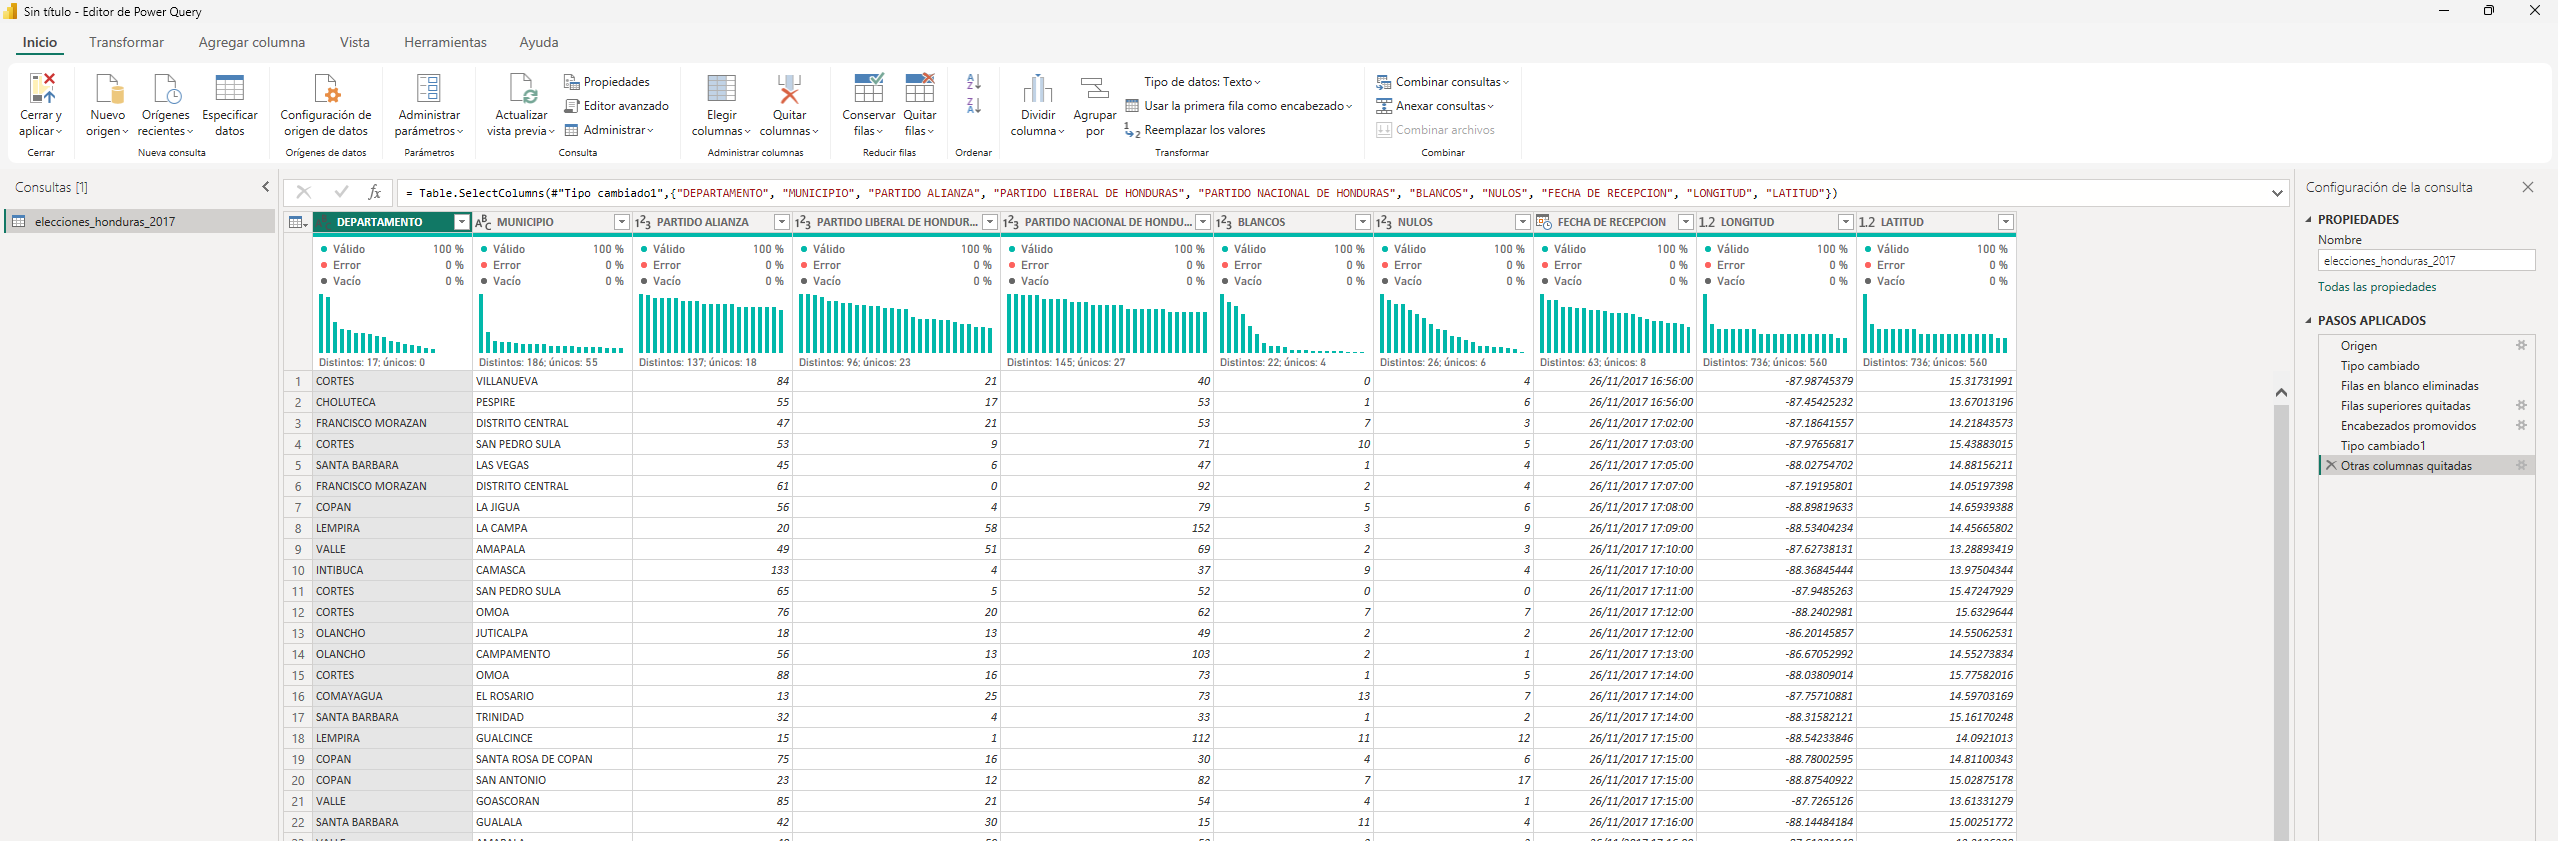 Sin título - Editor de Power Query
Inicio Transformar Agregar columna Vista Herramientas Ayuda
Cerrar y aplicar
Cerrar
Nuevo origen
Orígenes recientes
Especificar datos
Nueva consulta
Configuración de origen de datos
Orígenes de datos
Administrar parámetros
Parámetros
Actualizar vista previa
Propiedades
Editor avanzado
Administrar
Consulta
Elegir columnas
Quitar columnas
Administrar columnas
Conservar filas
Quitar filas
Reducir filas
Ordenar
Dividir columna
Agrupar por
Tipo de datos: Texto
Usar la primera fila como encabezado
Reemplazar los valores
Transformar
Combinar consultas
Anexar consultas
Combinar archivos
Combinar
Consultas [1]
elecciones_honduras_2017
= Table.SelectColumns(#"Tipo cambiado1",{"DEPARTAMENTO", "MUNICIPIO", "PARTIDO ALIANZA", "PARTIDO LIBERAL DE HONDURAS", "PARTIDO NACIONAL DE HONDURAS", "BLANCOS", "NULOS", "FECHA DE RECEPCION", "LONGITUD", "LATITUD"})
DEPARTAMENTO MUNICIPIO PARTIDO ALIANZA PARTIDO LIBERAL DE HONDUR... PARTIDO NACIONAL DE HONDU... BLANCOS NULOS FECHA DE RECEPCION 1.2 LONGITUD 1.2 LATITUD
Válido 100 % Válido 100 % Válido 100 % Válido 100 % Válido 100 % Válido 100 % Válido 100 % Válido 100 % Válido 100 % Válido 100 %
Error 0 % Error 0 % Error 0 % Error 0 % Error 0 % Error 0 % Error 0 % Error 0 % Error 0 % Error 0 %
Vacío 0 % Vacío 0 % Vacío 0 % Vacío 0 % Vacío 0 % Vacío 0 % Vacío 0 % Vacío 0 % Vacío 0 % Vacío 0 %
Distintos: 17; únicos: 0 Distintos: 186; únicos: 55 Distintos: 137; únicos: 18 Distintos: 96; únicos: 23 Distintos: 145; únicos: 27 Distintos: 22; únicos: 4 Distintos: 26; únicos: 6 Distintos: 63; únicos: 8 Distintos: 736; únicos: 560 Distintos: 736; únicos: 560
1 CORTES VILLANUEVA 84 21 40 0 4 26/11/2017 16:56:00 -87.98745379 15.31731991
2 CHOLUTECA PESPIRE 55 17 53 1 6 26/11/2017 16:56:00 -87.45425232 13.67013196
3 FRANCISCO MORAZAN DISTRITO CENTRAL 47 21 53 7 3 26/11/2017 17:02:00 -87.18641557 14.21843573
4 CORTES SAN PEDRO SULA 53 9 71 10 5 26/11/2017 17:03:00 -87.97656817 15.43883015
5 SANTA BARBARA LAS VEGAS 45 6 47 1 4 26/11/2017 17:05:00 -88.02754702 14.88156211
6 FRANCISCO MORAZAN DISTRITO CENTRAL 61 0 92 2 4 26/11/2017 17:07:00 -87.19195801 14.05197398
7 COPAN LA JIGUA 56 4 79 5 6 26/11/2017 17:08:00 -88.89819633 14.65939388
8 LEMPIRA LA CAMPA 20 58 152 3 9 26/11/2017 17:09:00 -88.53404234 14.45665802
9 VALLE AMAPALA 49 51 69 2 3 26/11/2017 17:10:00 -87.62738131 13.28893419
10 INTIBUCA CAMASCA 133 4 37 9 4 26/11/2017 17:10:00 -88.36845444 13.97504344
11 CORTES SAN PEDRO SULA 65 5 52 0 0 26/11/2017 17:11:00 -87.9485263 15.47247929
12 CORTES OMOA 76 20 62 7 7 26/11/2017 17:12:00 -88.2402981 15.6329644
13 OLANCHO JUTICALPA 18 13 49 2 2 26/11/2017 17:12:00 -86.20145857 14.55062531
14 OLANCHO CAMPAMENTO 56 13 103 2 1 26/11/2017 17:13:00 -86.67052992 14.55273834
15 CORTES OMOA 88 16 73 1 5 26/11/2017 17:14:00 -88.03809014 15.77582016
16 COMAYAGUA EL ROSARIO 13 25 73 13 7 26/11/2017 17:14:00 -87.75710881 14.59703169
17 SANTA BARBARA TRINIDAD 32 4 33 1 2 26/11/2017 17:14:00 -88.31582121 15.16170248
18 LEMPIRA GUALCINCE 15 1 112 11 12 26/11/2017 17:15:00 -88.54233846 14.0921013
19 COPAN SANTA ROSA DE COPAN 75 16 30 4 6 26/11/2017 17:15:00 -88.78002595 14.81100343
20 COPAN SAN ANTONIO 23 12 82 7 17 26/11/2017 17:15:00 -88.87540922 15.02875178
21 VALLE GOASCORAN 85 21 54 4 1 26/11/2017 17:15:00 -87.7265126 13.61331279
22 SANTA BARBARA GUALALA 42 30 15 11 4 26/11/2017 17:16:00 -88.14484184 15.00251772
Configuración de la consulta
PROPIEDADES
Nombre
elecciones_honduras_2017
Todas las propiedades
PASOS APLICADOS
Origen
Tipo cambiado
Filas en blanco eliminadas
Filas superiores quitadas
Encabezados promovidos
Tipo cambiado1
Otras columnas quitadas